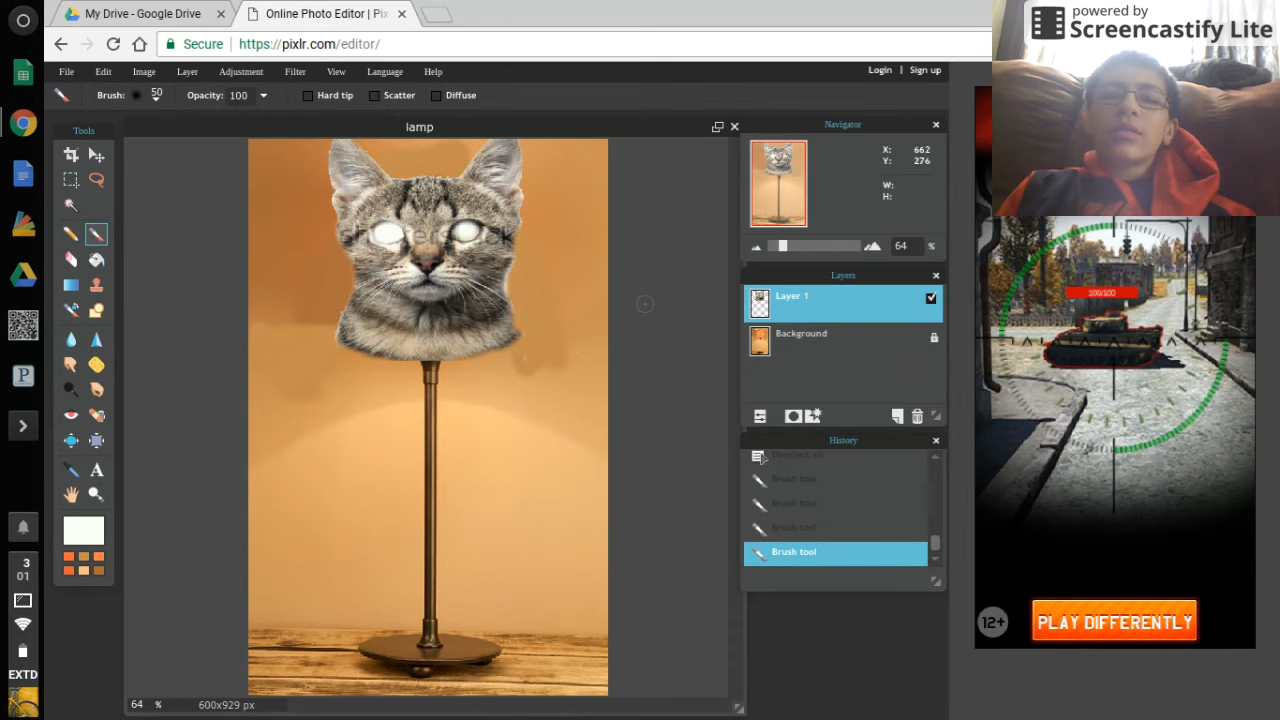 My Drive - Google Drive
Online Photo Editor | Pix
powered by
Screencastify Lite
Secure
https://pixlr.com/editor/
File Edit Image Layer Adjustment Filter View Language Help
Login | Sign up
Brush: 50 Opacity: 100 Hard tip Scatter Diffuse
Tools
lamp
Navigator
X: 662
Y: 276
W:
H:
64 %
Layers
Layer 1
Background
100/100
History
Deselect all
Brush tool
Brush tool
Brush tool
Brush tool
A
P
3
01
EXTD
12+
PLAY DIFFERENTLY
64 % 600x929 px